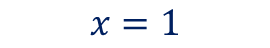 x = 1